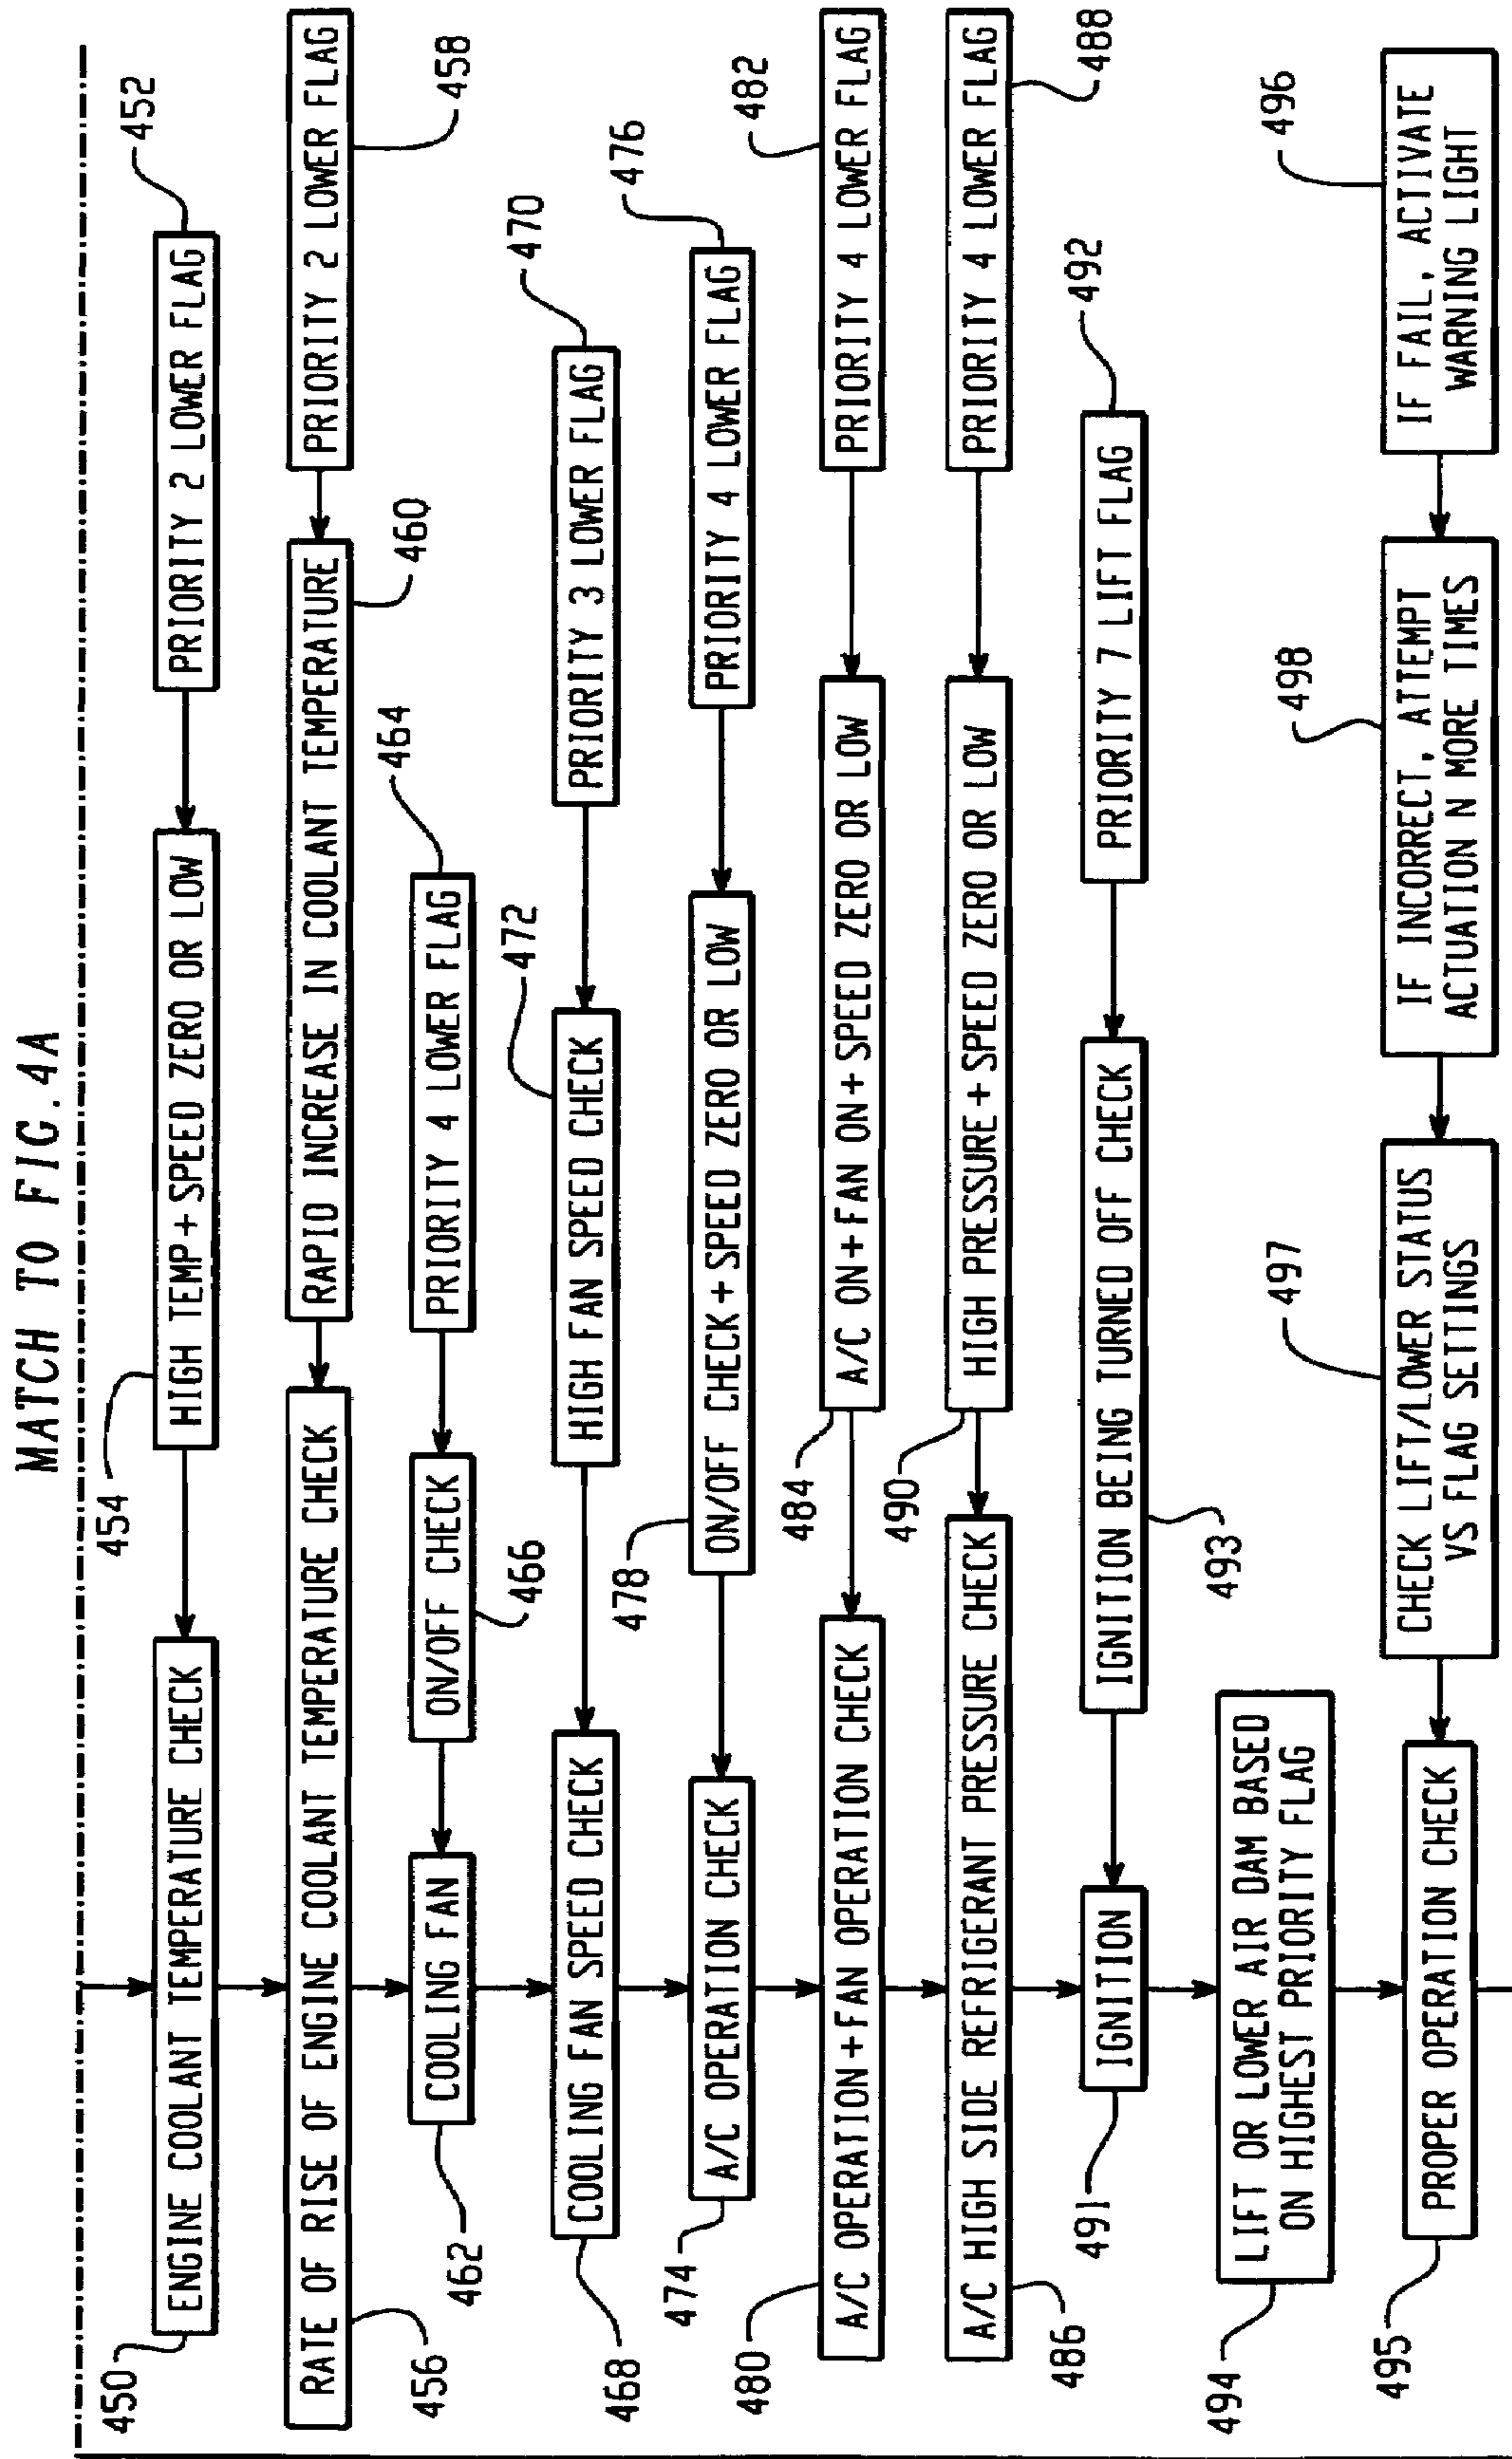 MATCH TO FIG. 4A
452
ENGINE COOLANT TEMPERATURE CHECK
HIGH TEMP + SPEED ZERO OR LOW
PRIORITY 2 LOWER FLAG
450
454
458
RATE OF RISE OF ENGINE COOLANT TEMPERATURE CHECK
RAPID INCREASE IN COOLANT TEMPERATURE
PRIORITY 2 LOWER FLAG
456
460
464
COOLING FAN
ON/OFF CHECK
PRIORITY 4 LOWER FLAG
462
466
472
470
COOLING FAN SPEED CHECK
HIGH FAN SPEED CHECK
PRIORITY 3 LOWER FLAG
468
478
476
A/C OPERATION CHECK
ON/OFF CHECK + SPEED ZERO OR LOW
PRIORITY 4 LOWER FLAG
474
482
A/C OPERATION + FAN OPERATION CHECK
A/C ON + FAN ON + SPEED ZERO OR LOW
PRIORITY 4 LOWER FLAG
480
484
488
A/C HIGH SIDE REFRIGERANT PRESSURE CHECK
HIGH PRESSURE + SPEED ZERO OR LOW
PRIORITY 4 LOWER FLAG
486
490
492
IGNITION
IGNITION BEING TURNED OFF CHECK
PRIORITY 7 LIFT FLAG
491
493
LIFT OR LOWER AIR DAM BASED
ON HIGHEST PRIORITY FLAG
494
497
498
496
PROPER OPERATION CHECK
CHECK LIFT/LOWER STATUS
VS FLAG SETTINGS
IF INCORRECT, ATTEMPT
ACTUATION N MORE TIMES
IF FAIL, ACTIVATE
WARNING LIGHT
495